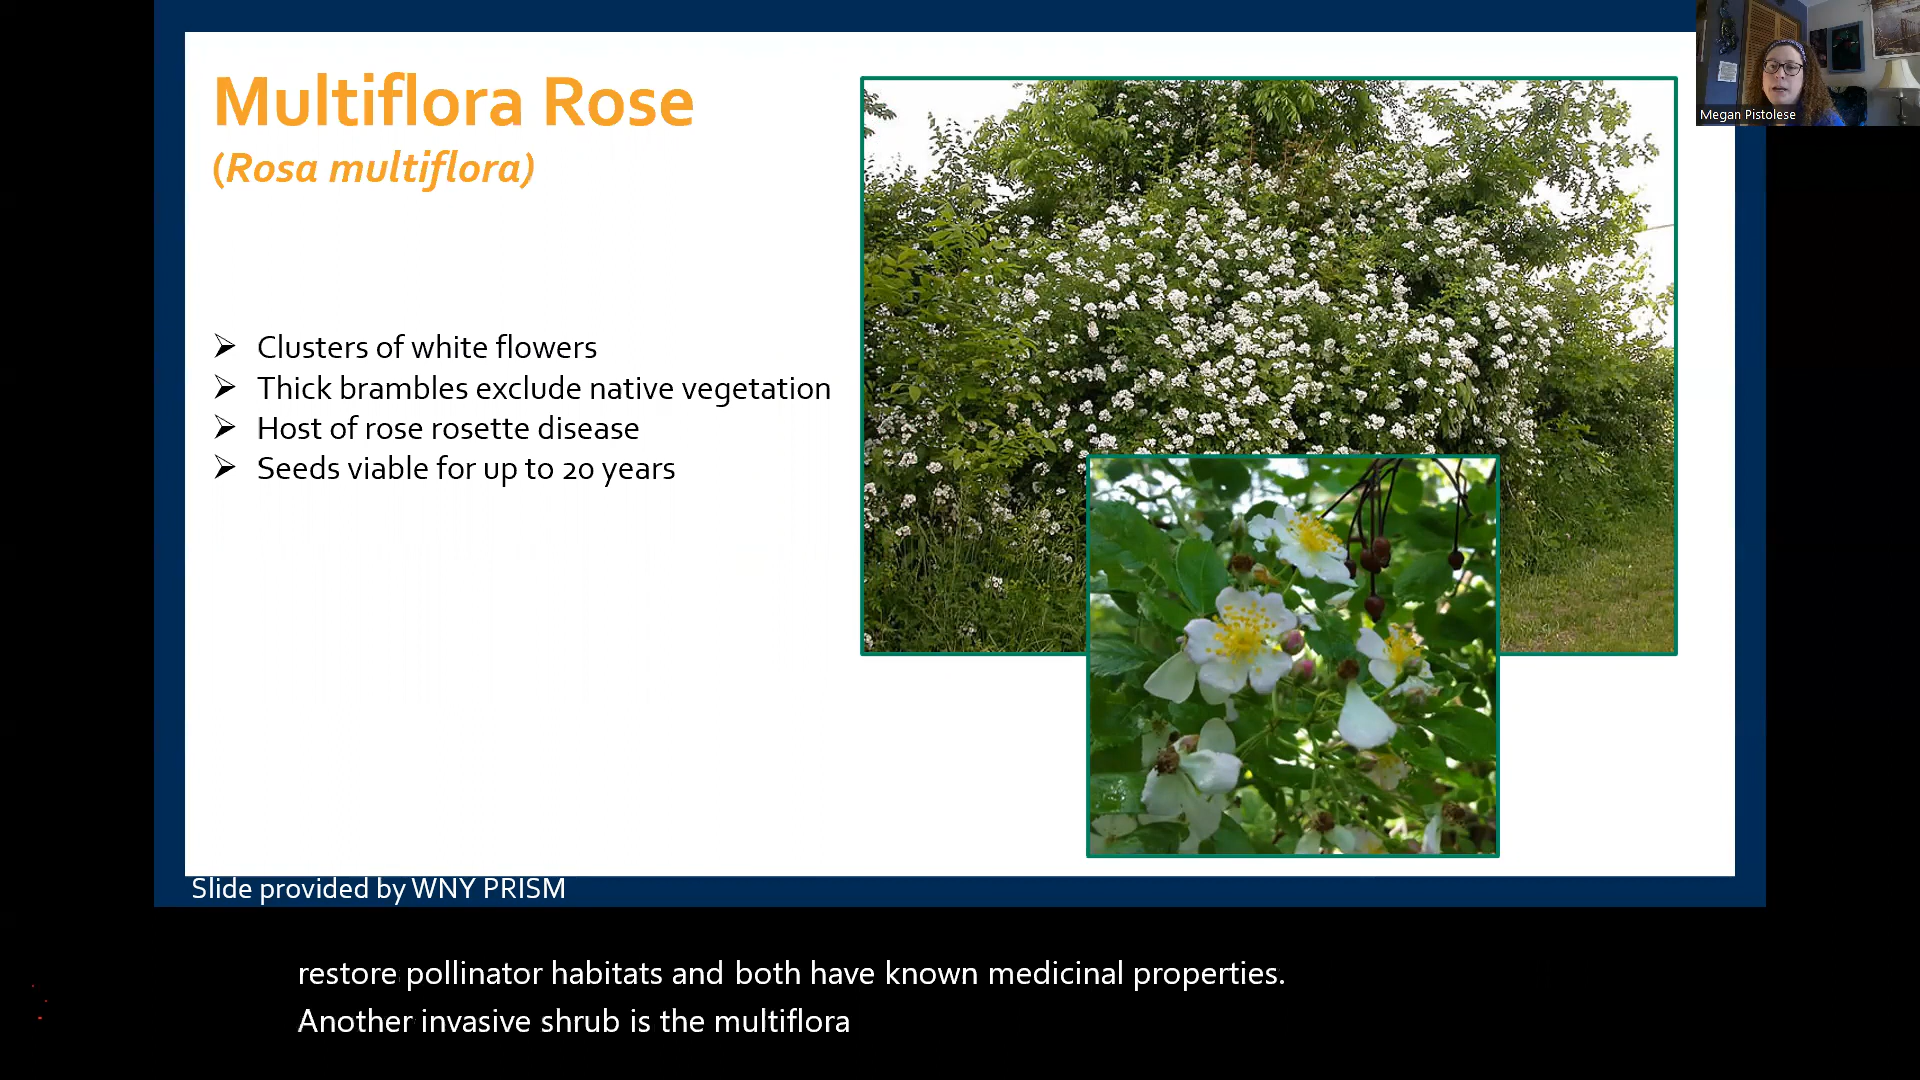 Multiflora Rose
(Rosa multiflora)
Megan Pistolese
➢ Clusters of white flowers
➢ Thick brambles exclude native vegetation
➢ Host of rose rosette disease
➢ Seeds viable for up to 20 years
Slide provided by WNY PRISM
restore pollinator habitats and both have known medicinal properties.
Another invasive shrub is the multiflora